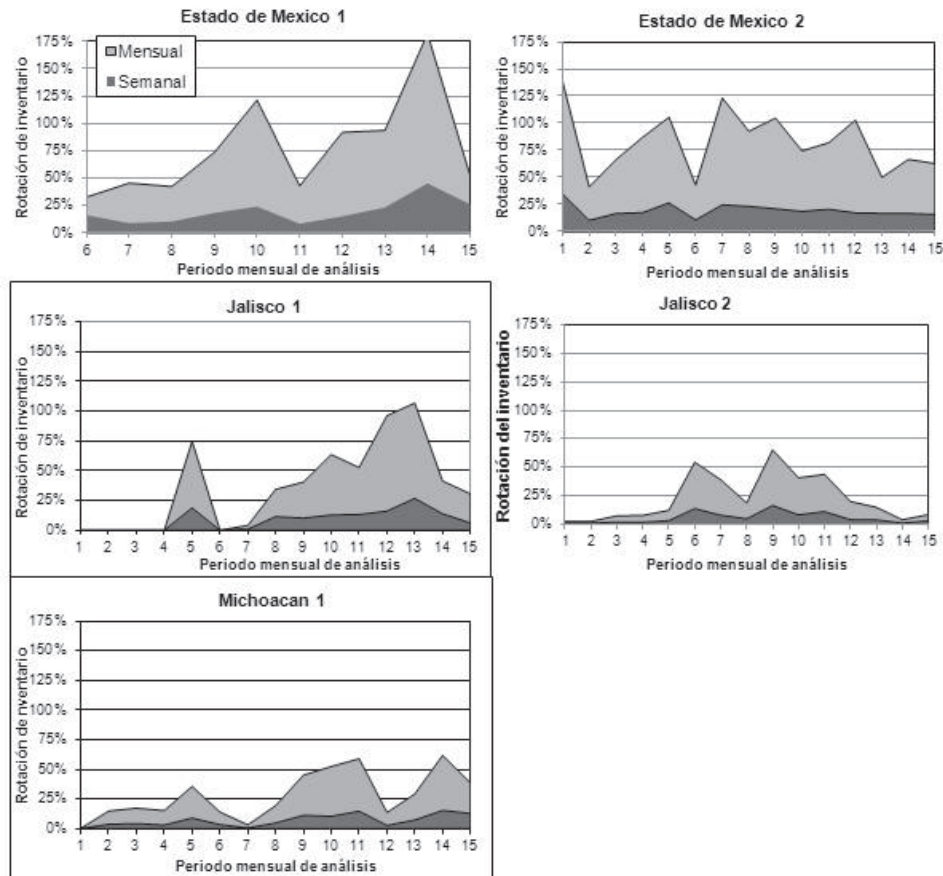 Estado de Mexico 1
Rotación de inventario
175%
150%
125%
100%
75%
50%
25%
0%
Mensual
Semanal
6 7 8 9 10 11 12 13 14 15
Periodo mensual de análisis
Estado de Mexico 2
Rotación de inventario
175%
150%
125%
100%
75%
50%
25%
0%
1 2 3 4 5 6 7 8 9 10 11 12 13 14 15
Periodo mensual de análisis
Jalisco 1
Rotación de inventario
175%
150%
125%
100%
75%
50%
25%
0%
1 2 3 4 5 6 7 8 9 10 11 12 13 14 15
Periodo mensual de análisis
Jalisco 2
Rotación del inventario
175%
150%
125%
100%
75%
50%
25%
0%
1 2 3 4 5 6 7 8 9 10 11 12 13 14 15
Periodo mensual de análisis
Michoacan 1
Rotación de nventario
175%
150%
125%
100%
75%
50%
25%
0%
1 2 3 4 5 6 7 8 9 10 11 12 13 14 15
Periodo mensual de análisis